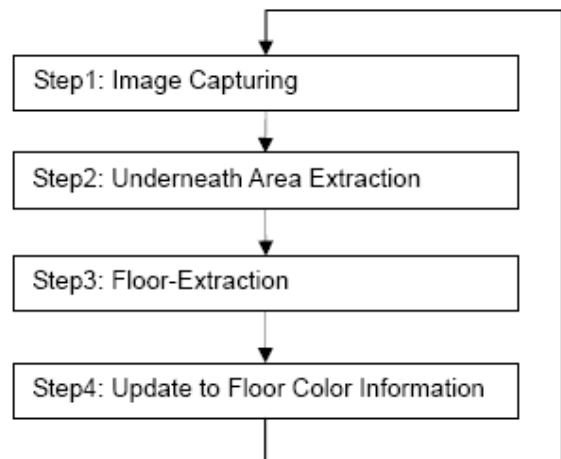 Step1: Image Capturing
Step2: Underneath Area Extraction
Step3: Floor-Extraction
Step4: Update to Floor Color Information